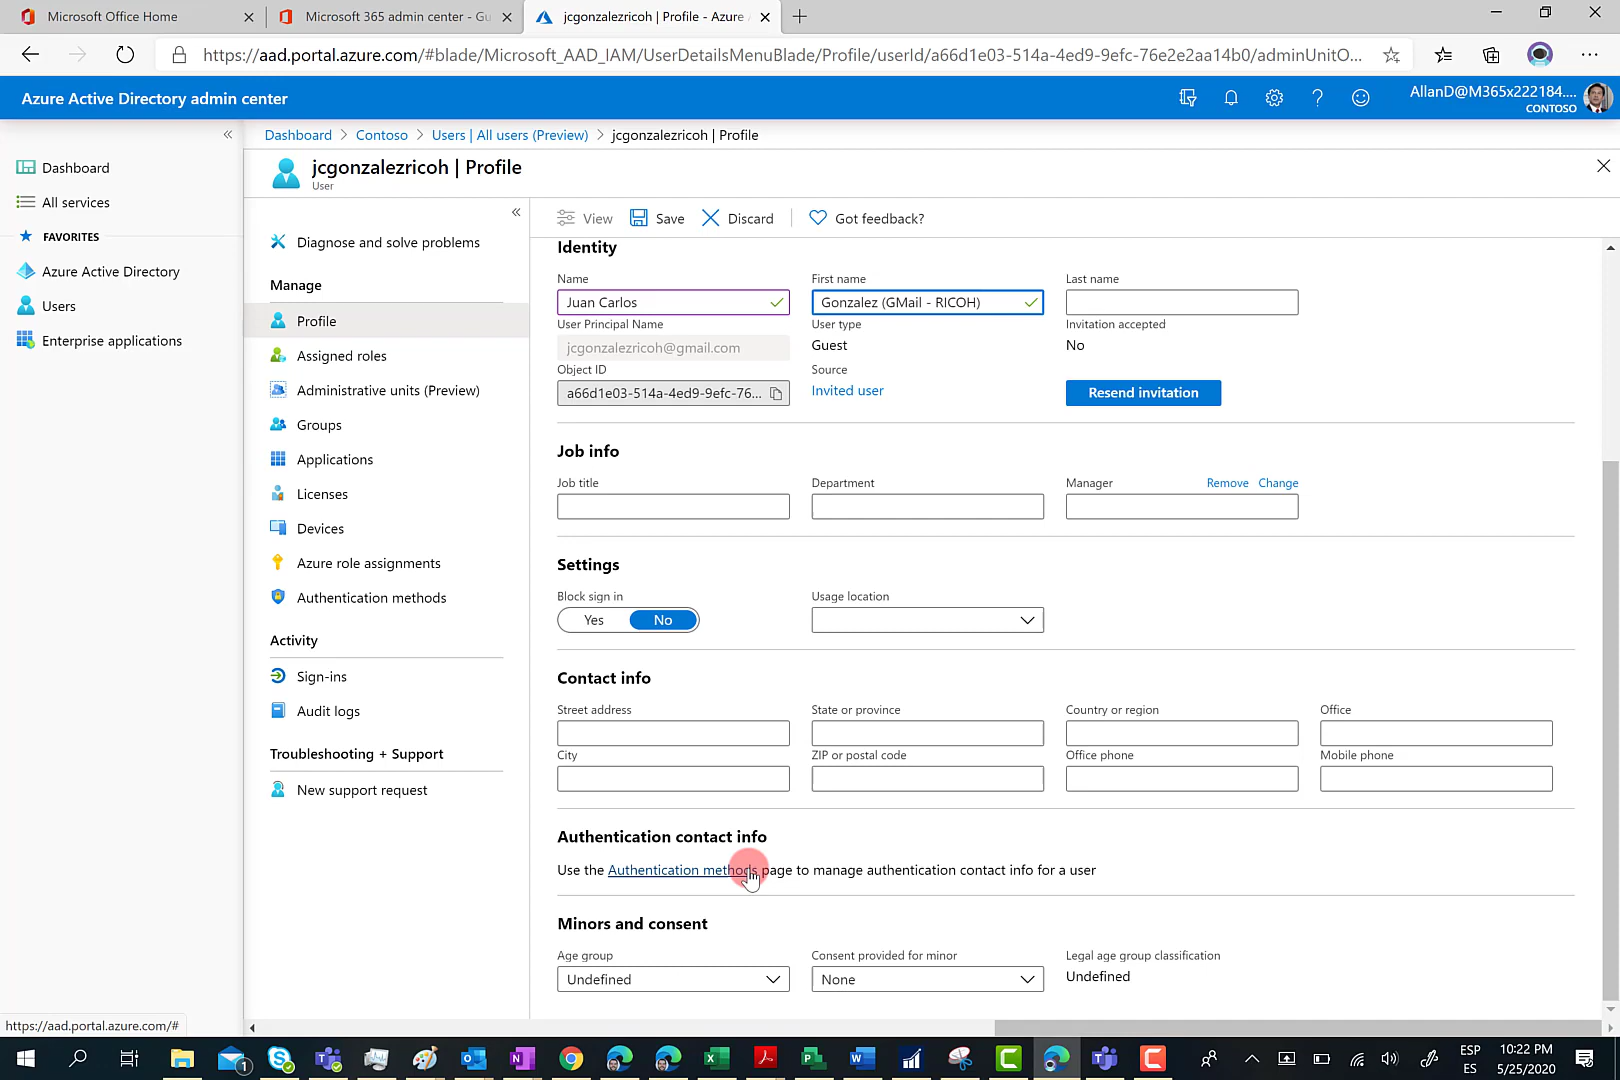 Microsoft Office Home
Microsoft 365 admin center - Gu
jcgonzalezricoh | Profile - Azure A
https://aad.portal.azure.com/#blade/Microsoft_AAD_IAM/UserDetailsMenuBlade/Profile/userId/a66d1e03-514a-4ed9-9efc-76e2e2aa14b0/adminUnitO...
Azure Active Directory admin center
AllanD@M365x222184....
CONTOSO
Dashboard > Contoso > Users | All users (Preview) > jcgonzalezricoh | Profile
Dashboard
All services
FAVORITES
Azure Active Directory
Users
Enterprise applications
jcgonzalezricoh | Profile
User
Diagnose and solve problems
Manage
Profile
Assigned roles
Administrative units (Preview)
Groups
Applications
Licenses
Devices
Azure role assignments
Authentication methods
Activity
Sign-ins
Audit logs
Troubleshooting + Support
New support request
View Save Discard Got feedback?
Identity
Name First name Last name
Juan Carlos Gonzalez (GMail - RICOH)
User Principal Name User type Invitation accepted
jcgonzalezricoh@gmail.com Guest No
Object ID Source
a66d1e03-514a-4ed9-9efc-76... Invited user Resend invitation
Job info
Job title Department Manager Remove Change
Settings
Block sign in Usage location
Yes No
Contact info
Street address State or province Country or region Office
City ZIP or postal code Office phone Mobile phone
Authentication contact info
Use the Authentication methods page to manage authentication contact info for a user
Minors and consent
Age group Consent provided for minor Legal age group classification
Undefined None Undefined
https://aad.portal.azure.com/#
1
ESP
ES
10:22 PM
5/25/2020